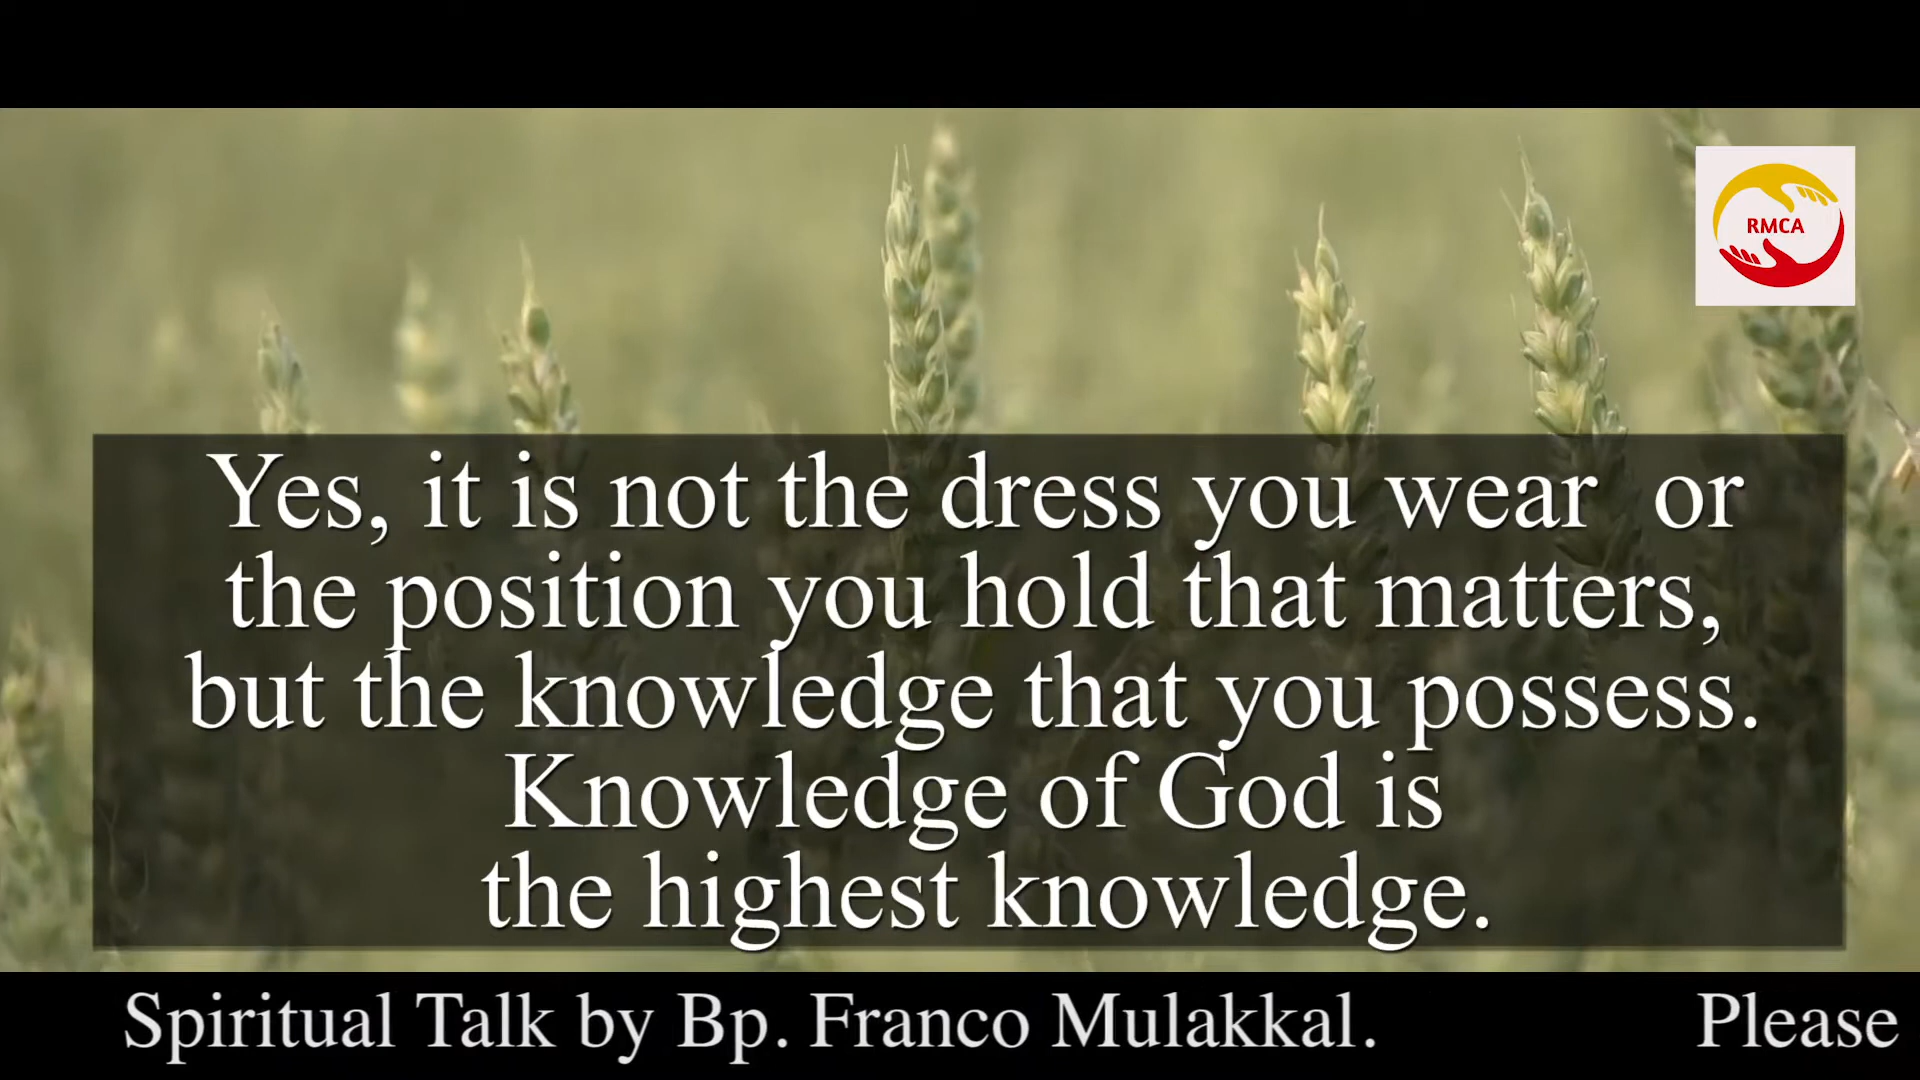 RMCA
Yes, it is not the dress you wear  or
the position you hold that matters,
but the knowledge that you possess.
Knowledge of God is
the highest knowledge.
Spiritual Talk by Bp. Franco Mulakkal.
Please